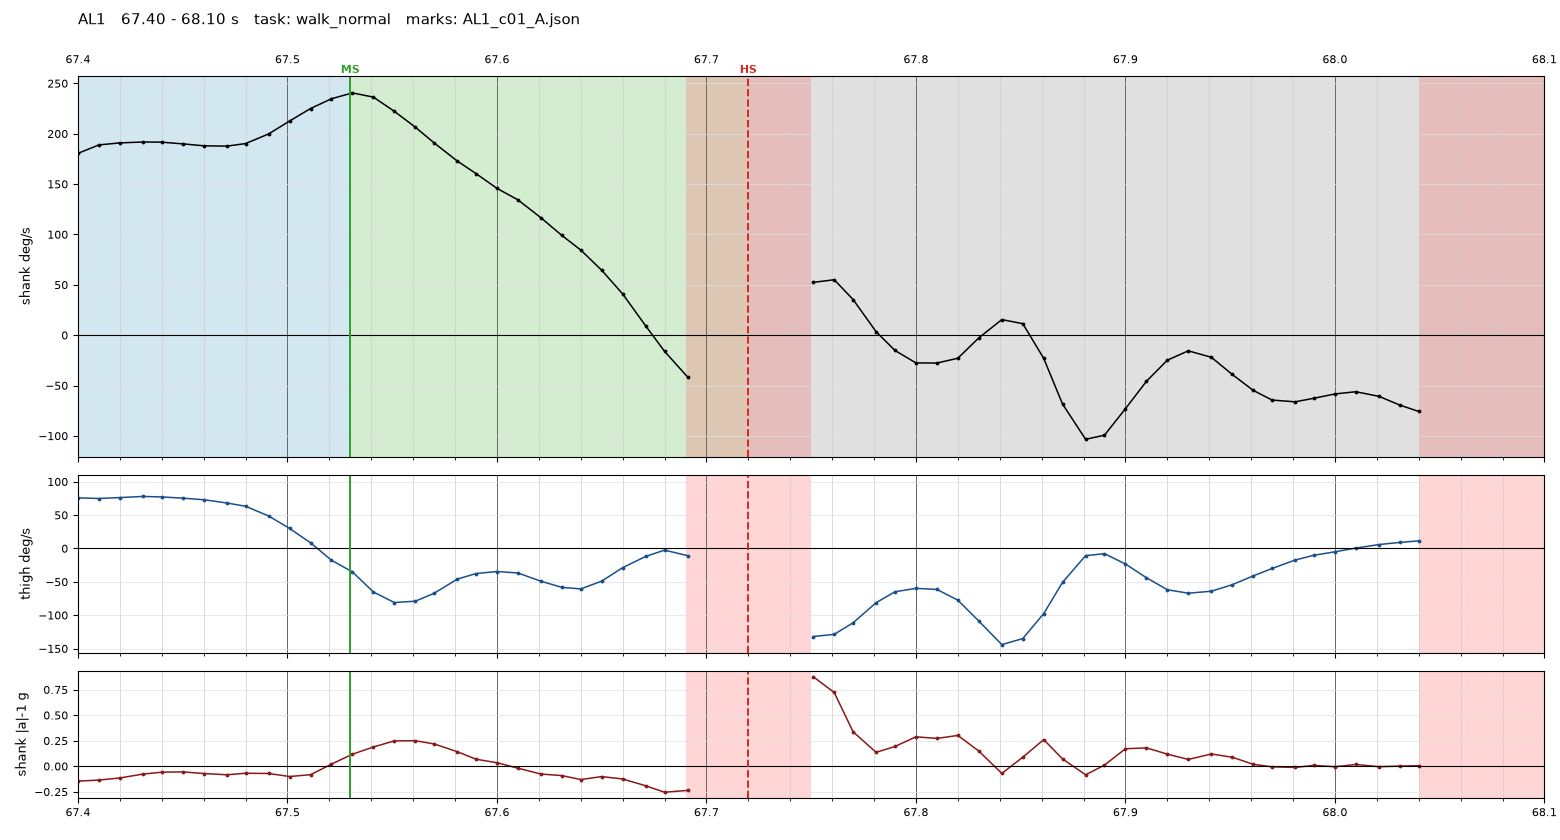 AL1   67.40 - 68.10 s   task: walk_normal   marks: AL1_c01_A.json
67.4 67.5 67.6 67.7 67.8 67.9 68.0 68.1
MS HS
250
200
150
100
50
0
−50
−100
shank deg/s
100
50
0
−50
−100
−150
thigh deg/s
0.75
0.50
0.25
0.00
−0.25
shank |a|-1 g
67.4 67.5 67.6 67.7 67.8 67.9 68.0 68.1